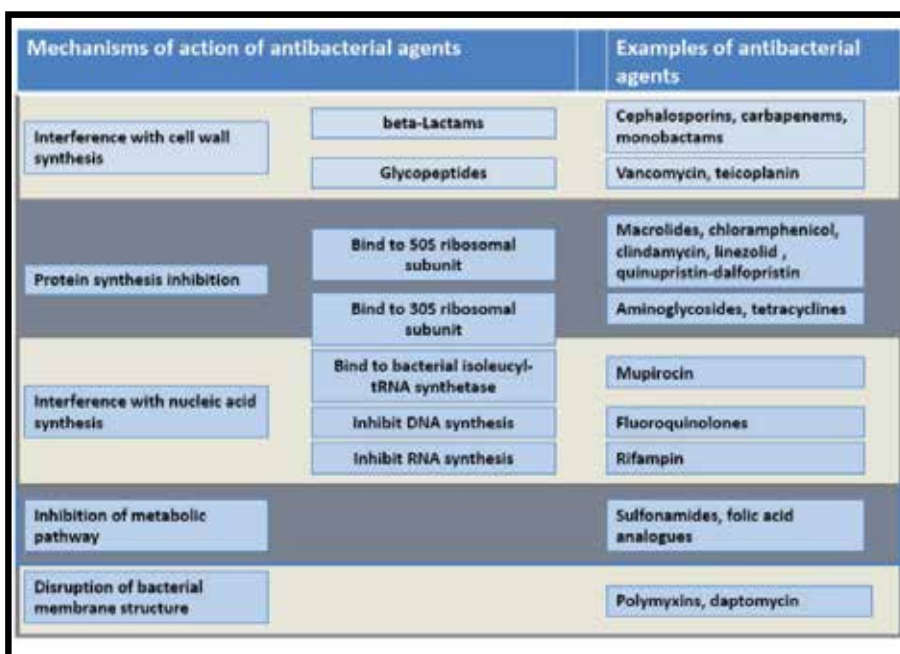 Mechanisms of action of antibacterial agents
Examples of antibacterial
agents
Interference with cell wall
synthesis
beta-Lactams
Cephalosporins, carbapenems,
monobactams
Glycopeptides
Vancomycin, teicoplanin
Protein synthesis inhibition
Bind to 50S ribosomal
subunit
Macrolides, chloramphenicol,
clindamycin, linezolid ,
quinupristin-dalfopristin
Bind to 30S ribosomal
subunit
Aminoglycosides, tetracyclines
Interference with nucleic acid
synthesis
Bind to bacterial isoleucyl-
tRNA synthetase
Mupirocin
Inhibit DNA synthesis
Fluoroquinolones
Inhibit RNA synthesis
Rifampin
Inhibition of metabolic
pathway
Sulfonamides, folic acid
analogues
Disruption of bacterial
membrane structure
Polymyxins, daptomycin